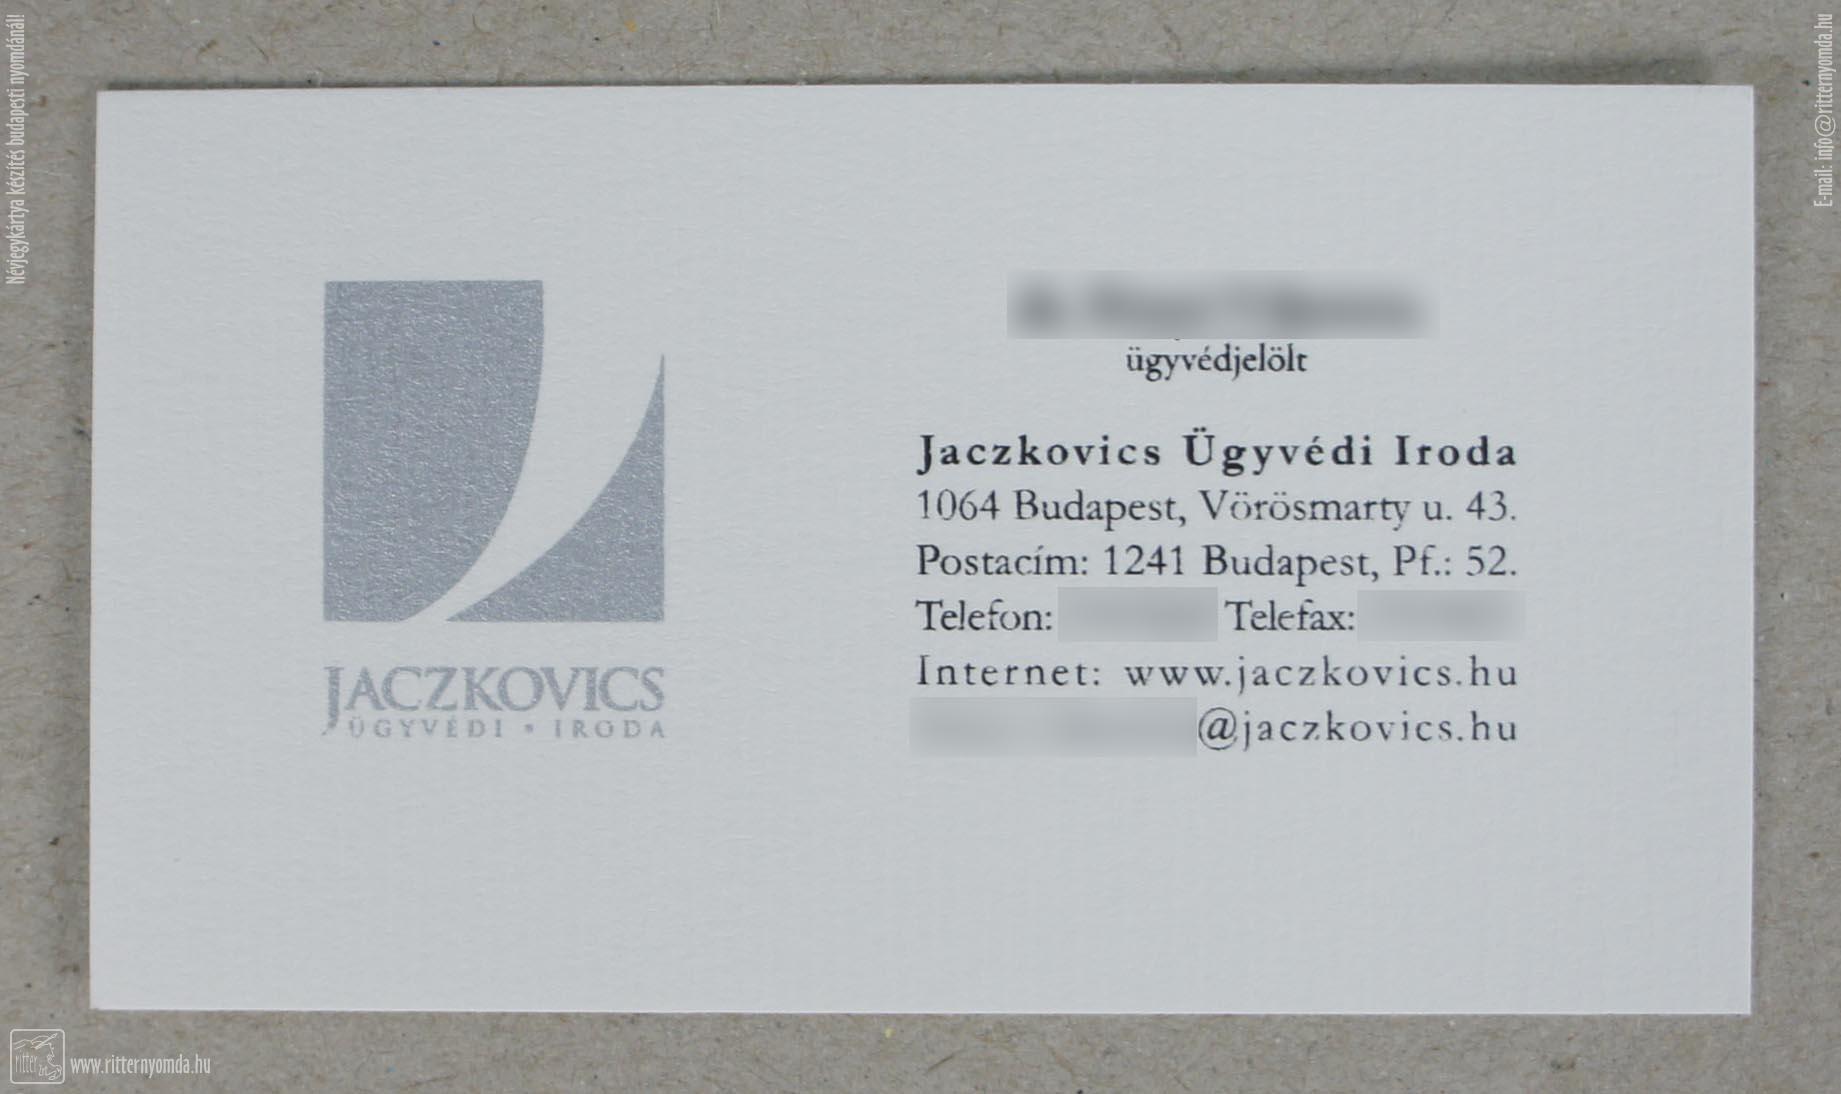 Névjegykártya készítés budapesti nyomdánál!
E-mail: info@ritternyomda.hu
JACZKOVICS
ÜGYVÉDI • IRODA
ügyvédjelölt
Jaczkovics Ügyvédi Iroda
1064 Budapest, Vörösmarty u. 43.
Postacím: 1241 Budapest, Pf.: 52.
Telefon: Telefax:
Internet: www.jaczkovics.hu
@jaczkovics.hu
ritter
www.ritternyomda.hu